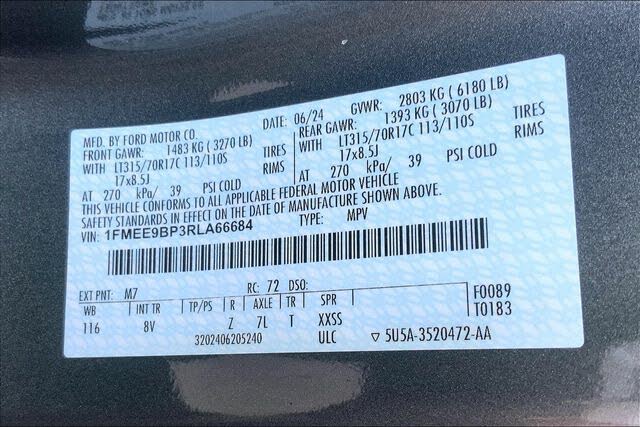 MFD. BY FORD MOTOR CO. DATE: 06/24 GVWR: 2803 KG ( 6180 LB)
FRONT GAWR: 1483 KG ( 3270 LB) REAR GAWR: 1393 KG ( 3070 LB)
WITH LT315/70R17C 113/110S TIRES WITH LT315/70R17C 113/110S TIRES
17x8.5J RIMS 17x8.5J RIMS
AT 270 kPa/ 39 PSI COLD AT 270 kPa/ 39 PSI COLD
THIS VEHICLE CONFORMS TO ALL APPLICABLE FEDERAL MOTOR VEHICLE
SAFETY STANDARDS IN EFFECT ON THE DATE OF MANUFACTURE SHOWN ABOVE.
VIN: 1FMEE9BP3RLA66684 TYPE: MPV
EXT PNT: M7 RC: 72 DSO: F0089
WB INT TR TP/PS R AXLE TR SPR T0183
116 8V Z 7L T XXSS
3202406205240 ULC ▽ 5U5A-3520472-AA